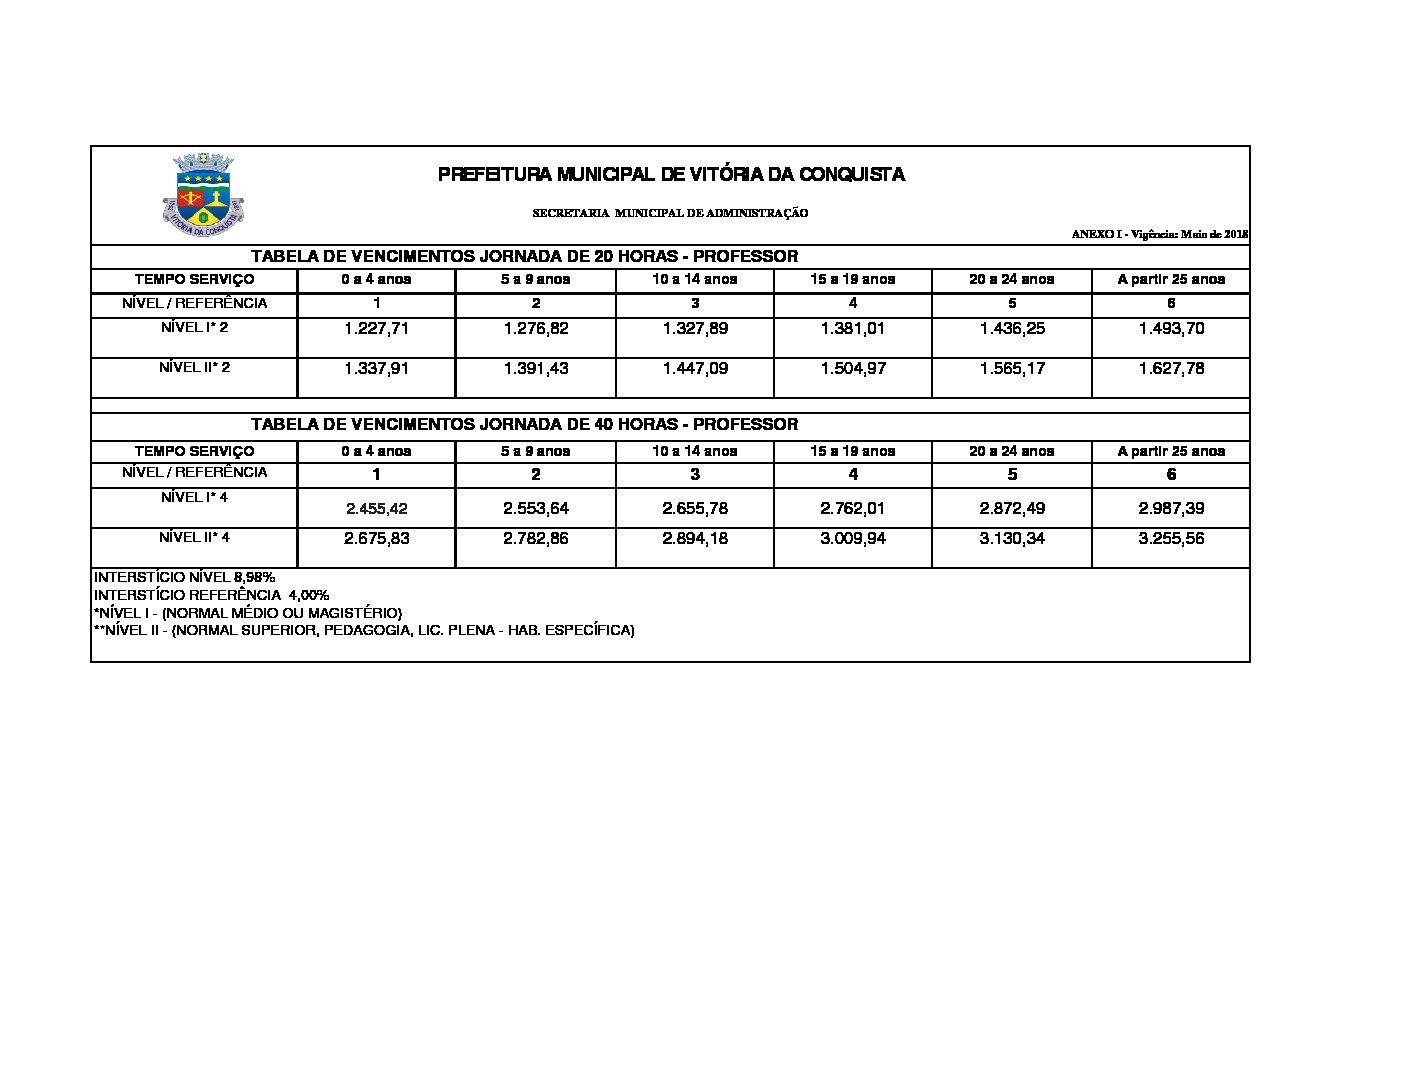 PREFEITURA MUNICIPAL DE VITÓRIA DA CONQUISTA
VITÓRIA DA CONQUISTA
SECRETARIA MUNICIPAL DE ADMINISTRAÇÃO
ANEXO I - Vigência: Maio de 2018
TABELA DE VENCIMENTOS JORNADA DE 20 HORAS - PROFESSOR
TEMPO SERVIÇO 0 a 4 anos 5 a 9 anos 10 a 14 anos 15 a 19 anos 20 a 24 anos A partir 25 anos
NÍVEL / REFERÊNCIA 1 2 3 4 5 6
NÍVEL I* 2 1.227,71 1.276,82 1.327,89 1.381,01 1.436,25 1.493,70
NÍVEL II* 2 1.337,91 1.391,43 1.447,09 1.504,97 1.565,17 1.627,78
TABELA DE VENCIMENTOS JORNADA DE 40 HORAS - PROFESSOR
TEMPO SERVIÇO 0 a 4 anos 5 a 9 anos 10 a 14 anos 15 a 19 anos 20 a 24 anos A partir 25 anos
NÍVEL / REFERÊNCIA 1 2 3 4 5 6
NÍVEL I* 4 2.455,42 2.553,64 2.655,78 2.762,01 2.872,49 2.987,39
NÍVEL II* 4 2.675,83 2.782,86 2.894,18 3.009,94 3.130,34 3.255,56
INTERSTÍCIO NÍVEL 8,98%
INTERSTÍCIO REFERÊNCIA 4,00%
*NÍVEL I - (NORMAL MÉDIO OU MAGISTÉRIO)
**NÍVEL II - (NORMAL SUPERIOR, PEDAGOGIA, LIC. PLENA - HAB. ESPECÍFICA)